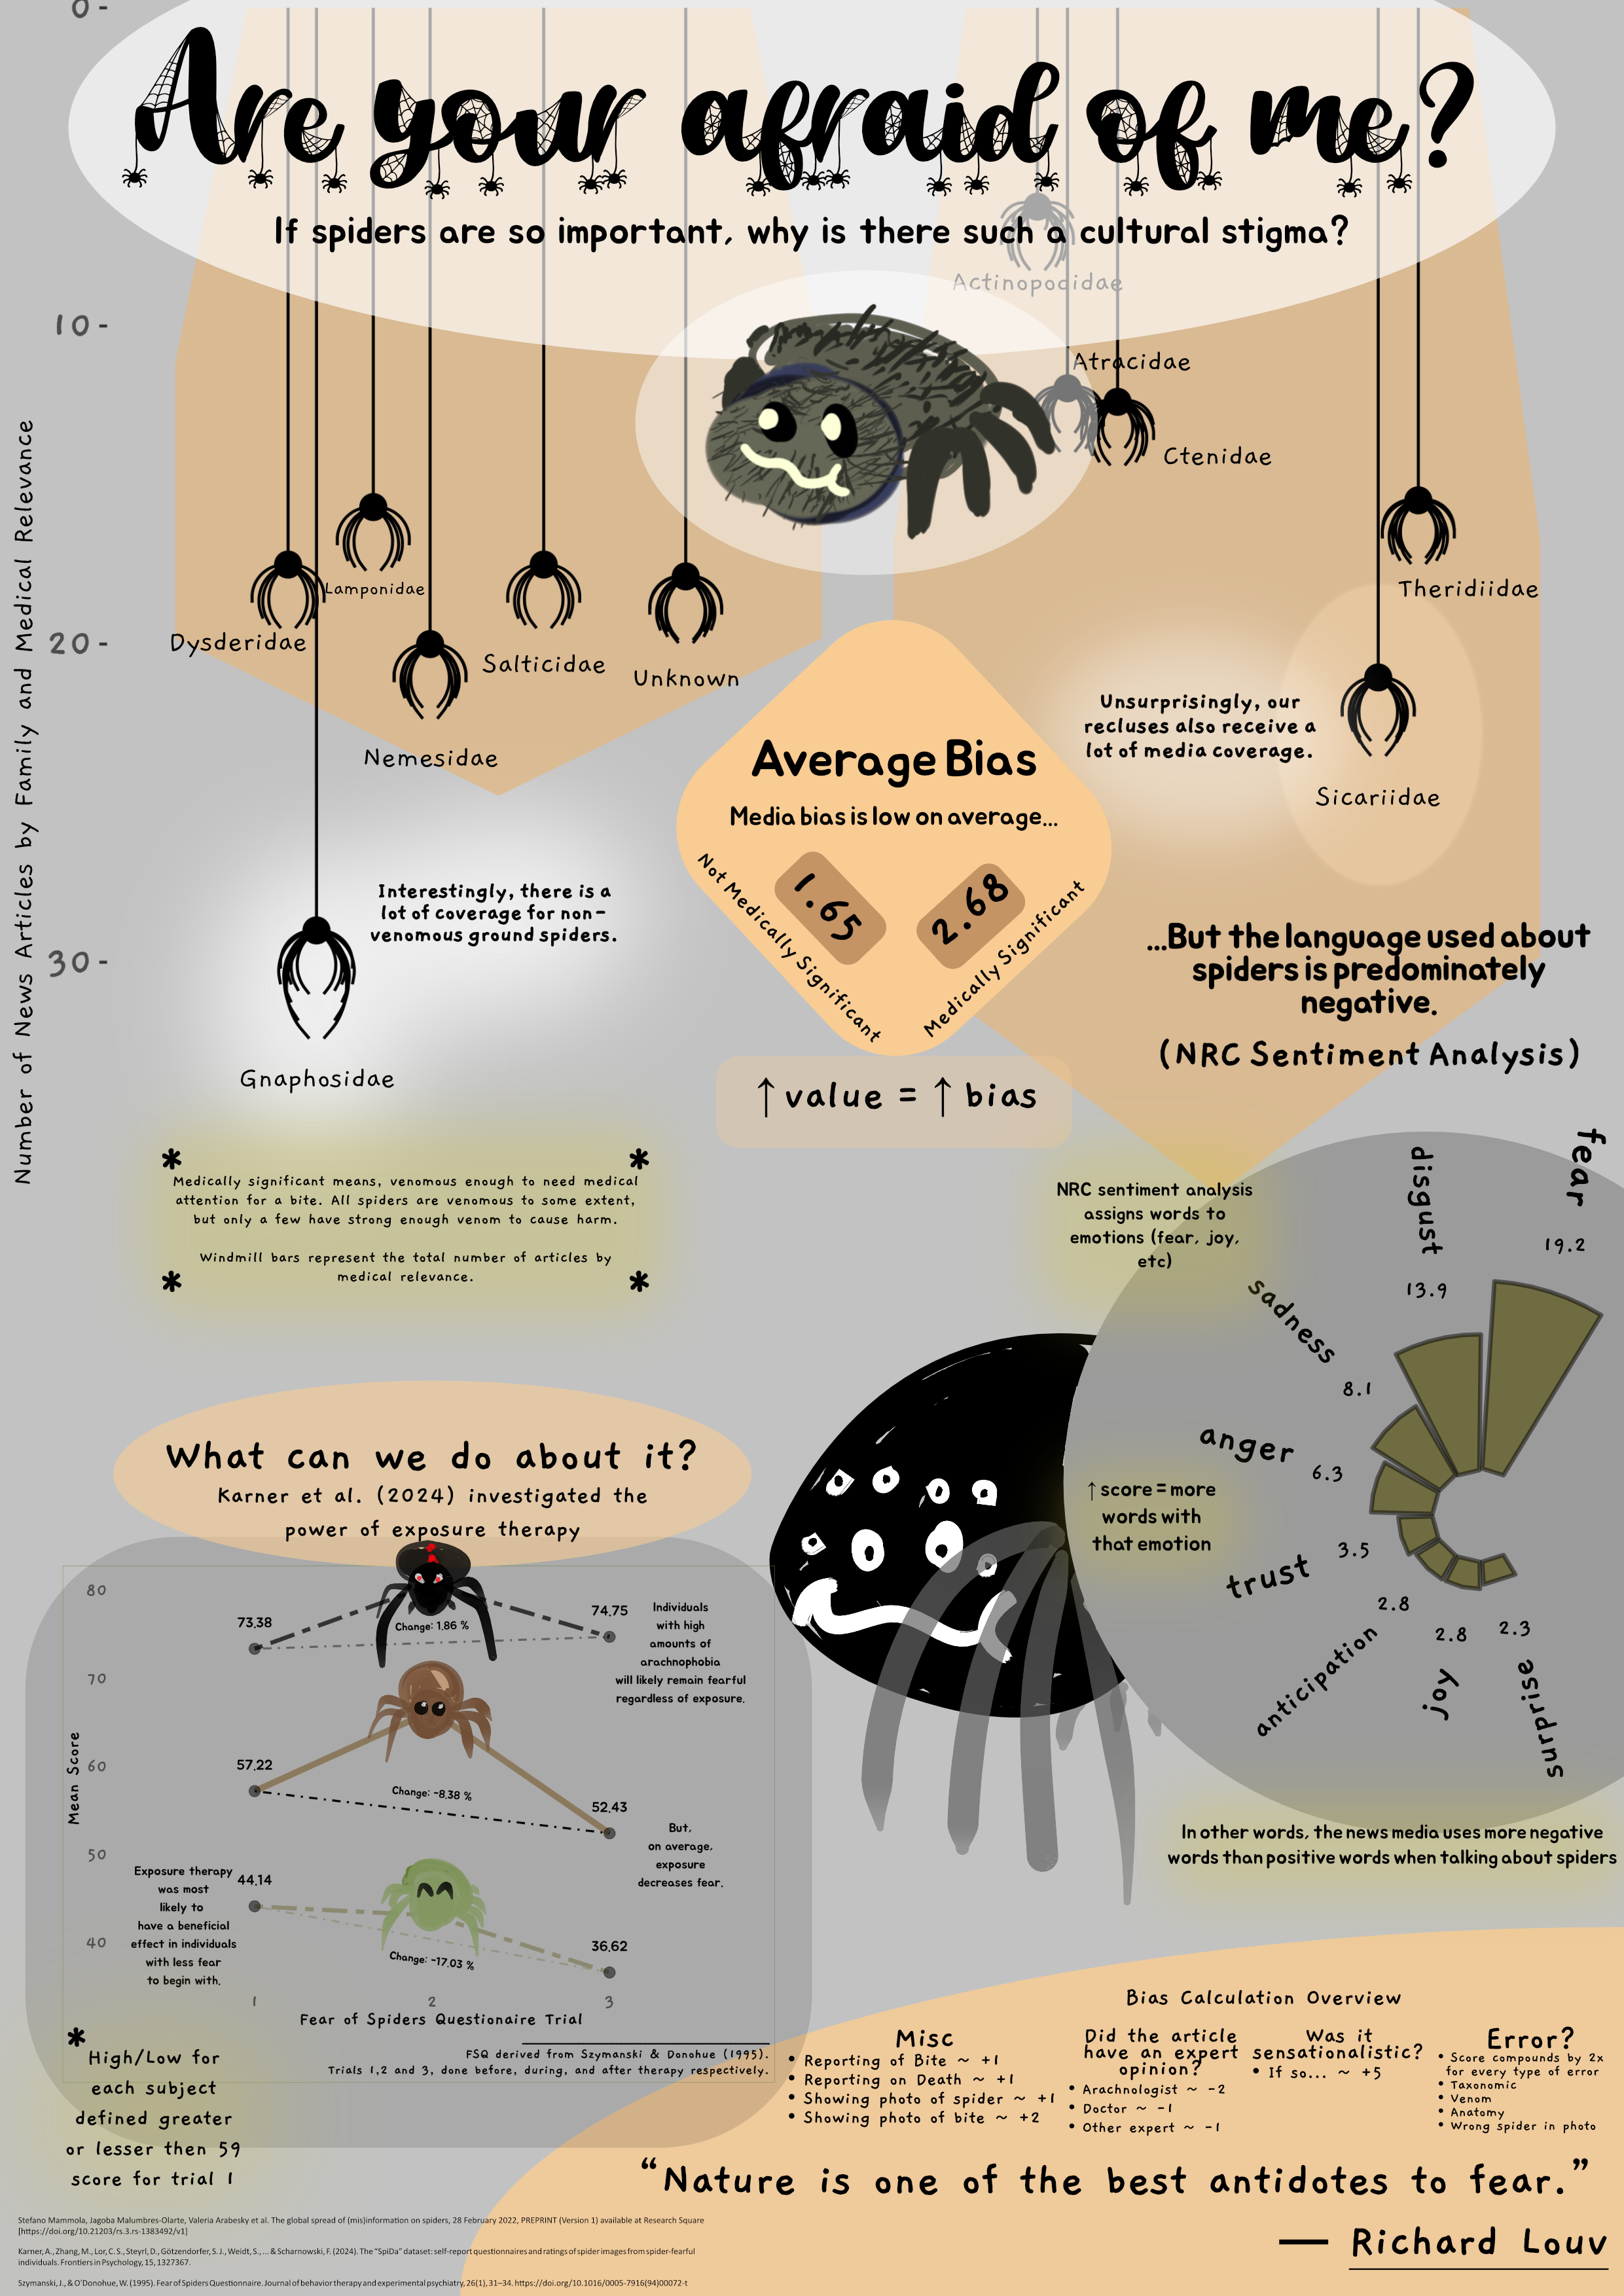 0 -
Are your afraid of me?
If spiders are so important, why is there such a cultural stigma?
Actinopodidae
10 -
Atracidae
Ctenidae
Number of News Articles by Family and Medical Relevance
Lamponidae
Theridiidae
20 -
Dysderidae
Salticidae
Unknown
Nemesidae
Unsurprisingly, our
recluses also receive a
lot of media coverage.
Sicariidae
Average Bias
Media bias is low on average...
Not Medically Significant
1.65
2.68
Medically Significant
↑ value = ↑ bias
Interestingly, there is a
lot of coverage for non-
venomous ground spiders.
30 -
Gnaphosidae
...But the language used about
spiders is predominately
negative.
(NRC Sentiment Analysis)
* *
Medically significant means, venomous enough to need medical
attention for a bite. All spiders are venomous to some extent,
but only a few have strong enough venom to cause harm.
Windmill bars represent the total number of articles by
medical relevance.
* *
NRC sentiment analysis
assigns words to
emotions (fear, joy,
etc)
fear
19.2
disgust
13.9
sadness
8.1
anger
6.3
↑ score = more
words with
that emotion
trust
3.5
anticipation
2.8
joy
2.8
surprise
2.3
In other words, the news media uses more negative
words than positive words when talking about spiders
What can we do about it?
Karner et al. (2024) investigated the
power of exposure therapy
80
70
60
50
40
Mean Score
73.38
Change: 1.86 %
74.75
Individuals
with high
amounts of
arachnophobia
will likely remain fearful
regardless of exposure.
57.22
Change: -8.38 %
52.43
But,
on average,
exposure
decreases fear.
Exposure therapy
was most
likely to
have a beneficial
effect in individuals
with less fear
to begin with.
44.14
Change: -17.03 %
36.62
1 2 3
Fear of Spiders Questionaire Trial
FSQ derived from Szymanski & Donohue (1995).
Trials 1,2 and 3, done before, during, and after therapy respectively.
*
High/Low for
each subject
defined greater
or lesser then 59
score for trial 1
Bias Calculation Overview
Misc
• Reporting of Bite ~ +1
• Reporting on Death ~ +1
• Showing photo of spider ~ +1
• Showing photo of bite ~ +2
Did the article
have an expert
opinion?
• Arachnologist ~ -2
• Doctor ~ -1
• Other expert ~ -1
Was it
sensationalistic?
• If so... ~ +5
Error?
• Score compounds by 2x
for every type of error
• Taxonomic
• Venom
• Anatomy
• Wrong spider in photo
“Nature is one of the best antidotes to fear.”
— Richard Louv
Stefano Mammola, Jagoba Malumbres-Olarte, Valeria Arabesky et al. The global spread of (mis)information on spiders, 28 February 2022, PREPRINT (Version 1) available at Research Square
[https://doi.org/10.21203/rs.3.rs-1383492/v1]
Karner, A., Zhang, M., Lor, C. S., Steyrl, D., Götzendorfer, S. J., Weidt, S., ... & Scharnowski, F. (2024). The "SpiDa" dataset: self-report questionnaires and ratings of spider images from spider-fearful
individuals. Frontiers in Psychology, 15, 1327367.
Szymanski, J., & O'Donohue, W. (1995). Fear of Spiders Questionnaire. Journal of behavior therapy and experimental psychiatry, 26(1), 31–34. https://doi.org/10.1016/0005-7916(94)00072-t